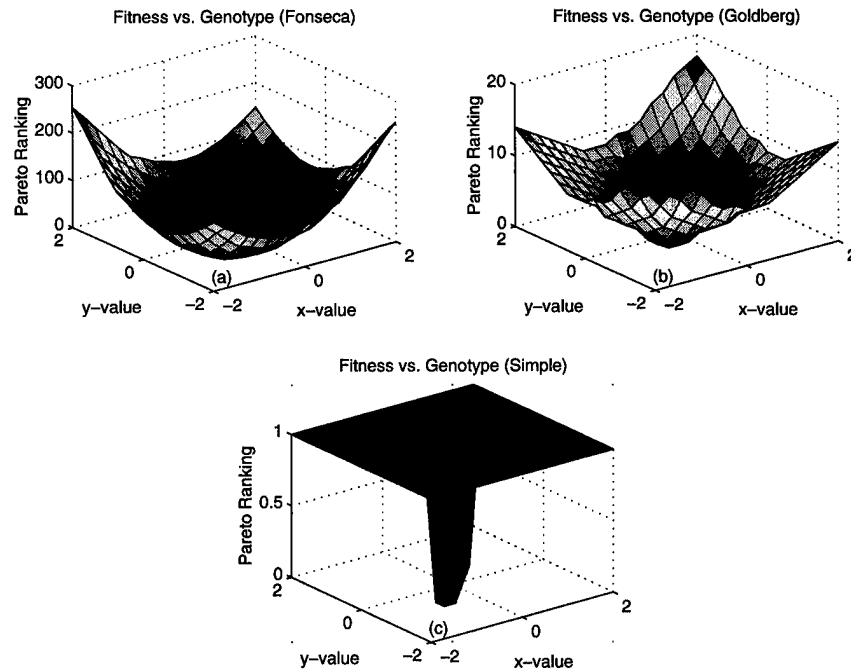 Fitness vs. Genotype (Fonseca)
Pareto Ranking
300
200
100
0
2
0
−2
y−value
(a)
−2
0
2
x−value
Fitness vs. Genotype (Goldberg)
Pareto Ranking
20
10
0
2
0
−2
y−value
(b)
−2
0
2
x−value
Fitness vs. Genotype (Simple)
Pareto Ranking
1
0.5
0
2
0
−2
y−value
(c)
−2
0
2
x−value